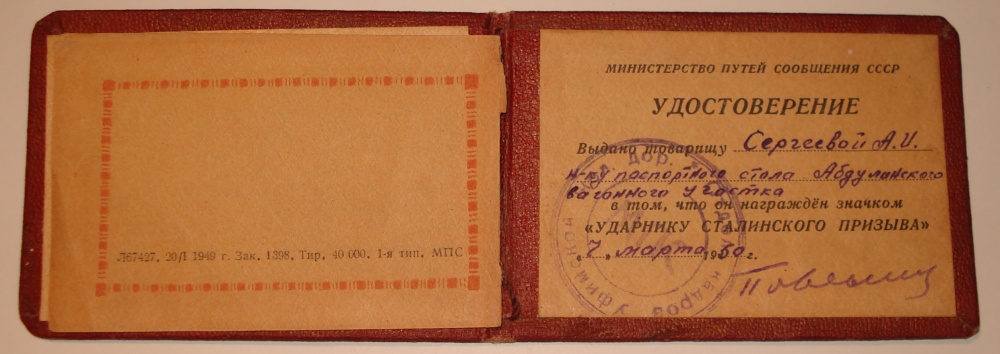 Л67427. 20/I 1949 г. Зак. 1398. Тир. 40 000. 1-я тип. МПС
МИНИСТЕРСТВО ПУТЕЙ СООБЩЕНИЯ СССР
УДОСТОВЕРЕНИЕ
Выдано товарищу Сергеевой А.И.
н-ку паспортного стола Абдулинского
вагонного участка
в том, что он награждён значком
«УДАРНИКУ СТАЛИНСКОГО ПРИЗЫВА»
« 7 » марта 1950 г.